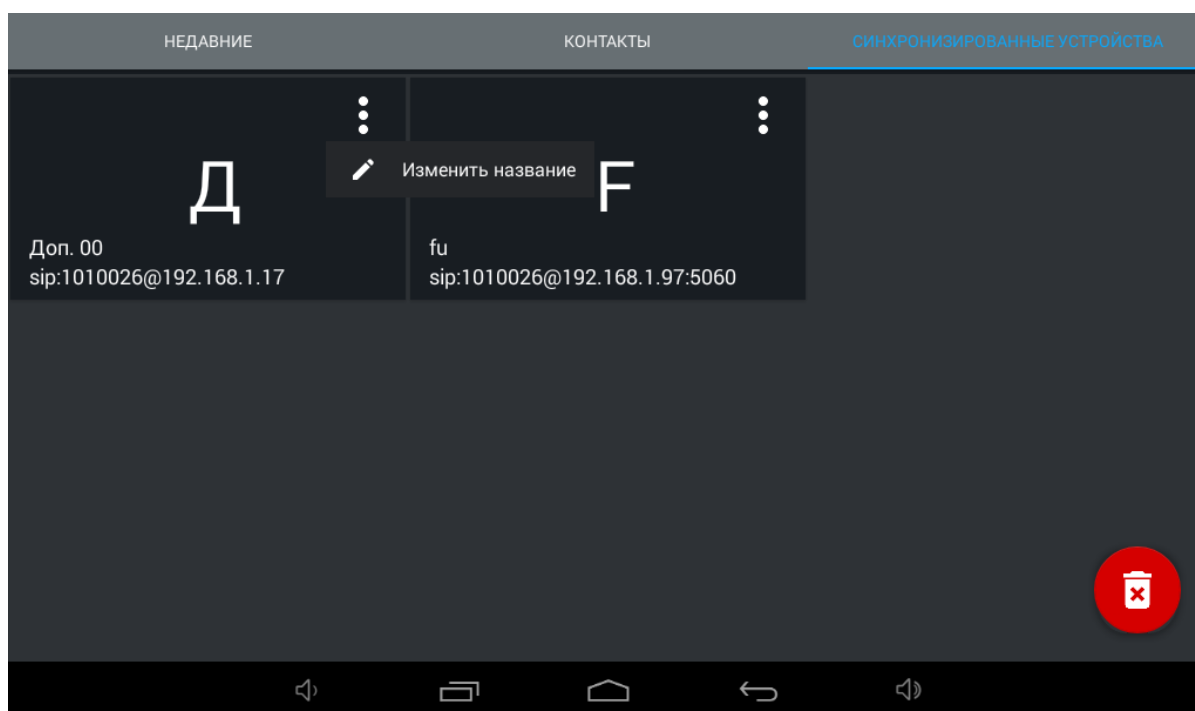 НЕДАВНИЕ
КОНТАКТЫ
СИНХРОНИЗИРОВАННЫЕ УСТРОЙСТВА
Изменить название
Д
Доп. 00
sip:1010026@192.168.1.17
F
fu
sip:1010026@192.168.1.97:5060